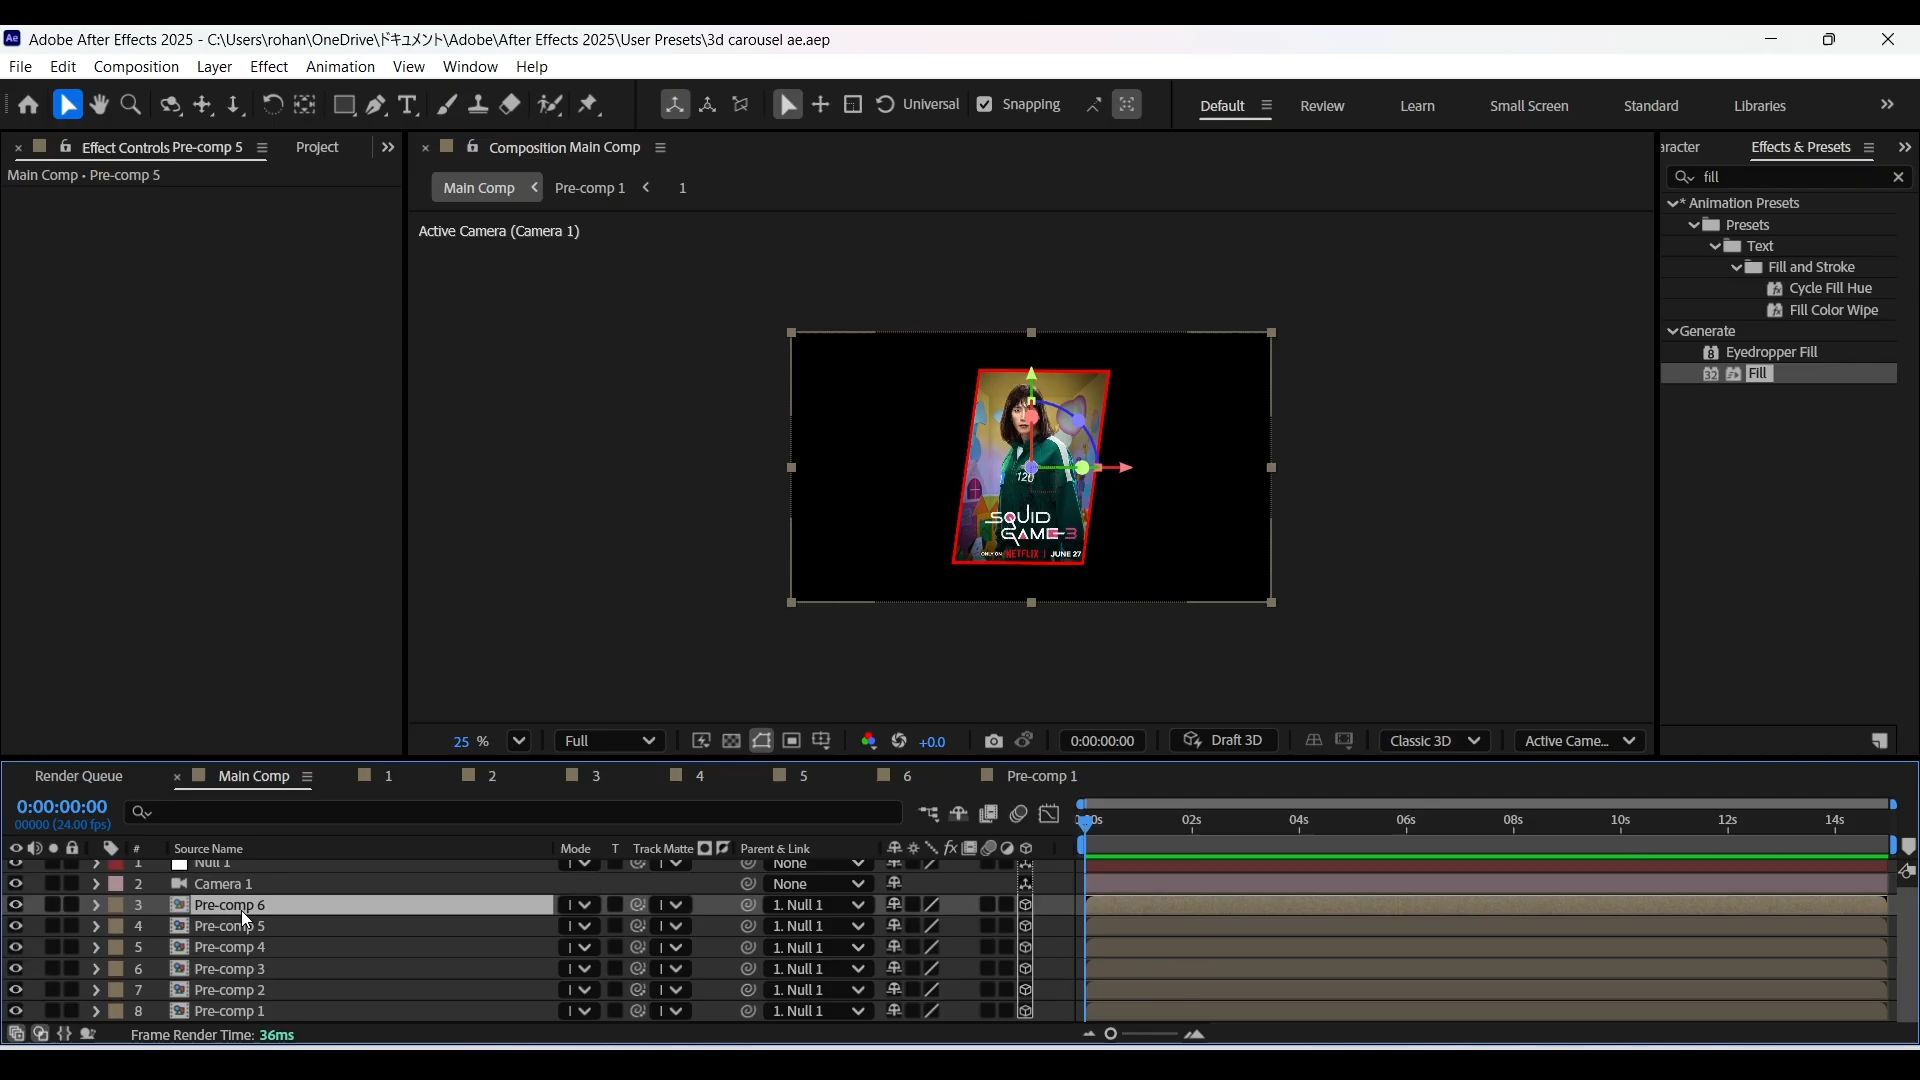 Ae Adobe After Effects 2025 - C:\Users\rohan\OneDrive\ドキュメント\Adobe\After Effects 2025\User Presets\3d carousel ae.aep
File Edit Composition Layer Effect Animation View Window Help
Universal Snapping Default Review Learn Small Screen Standard Libraries
Effect Controls Pre-comp 5 Project
Main Comp • Pre-comp 5
Composition Main Comp
Main Comp Pre-comp 1 1
Active Camera (Camera 1)
120
SQUID
GAME 3
ONLY ON NETFLIX | JUNE 27
aracter Effects & Presets
fill
* Animation Presets
Presets
Text
Fill and Stroke
Cycle Fill Hue
Fill Color Wipe
Generate
Eyedropper Fill
Fill
25 % Full +0.0 0:00:00:00 Draft 3D Classic 3D Active Came...
Render Queue Main Comp 1 2 3 4 5 6 Pre-comp 1
0:00:00:00
00000 (24.00 fps)
0s 02s 04s 06s 08s 10s 12s 14s
# Source Name Mode T Track Matte Parent & Link
1 Null 1 None
2 Camera 1 None
3 Pre-comp 6 1. Null 1
4 Pre-comp 5 1. Null 1
5 Pre-comp 4 1. Null 1
6 Pre-comp 3 1. Null 1
7 Pre-comp 2 1. Null 1
8 Pre-comp 1 1. Null 1
Frame Render Time: 36ms